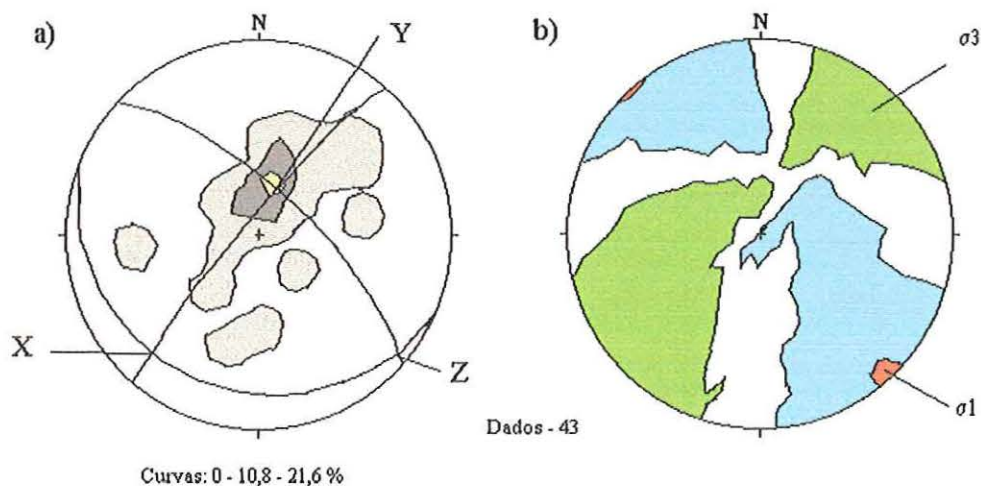 a)
N
Y
X
Z
Curvas: 0 - 10,8 - 21,6 %
Dados - 43
b)
N
σ3
σ1